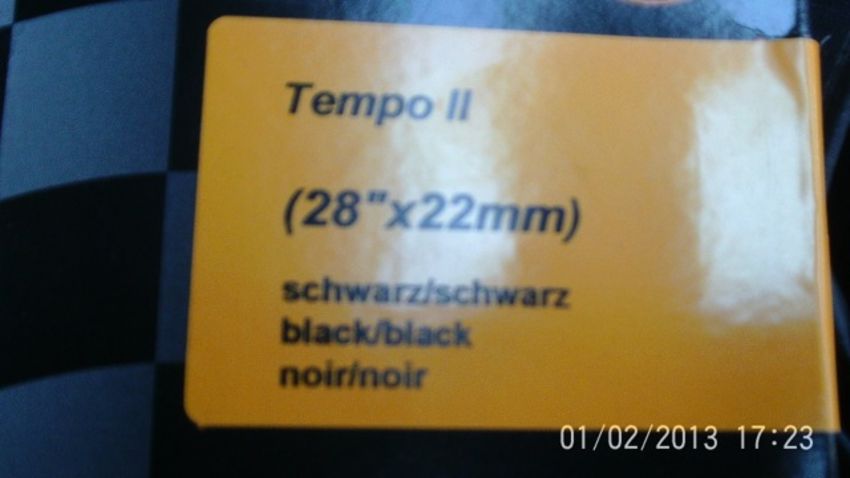 Tempo II
(28"x22mm)
schwarz/schwarz
black/black
noir/noir
01/02/2013 17:23